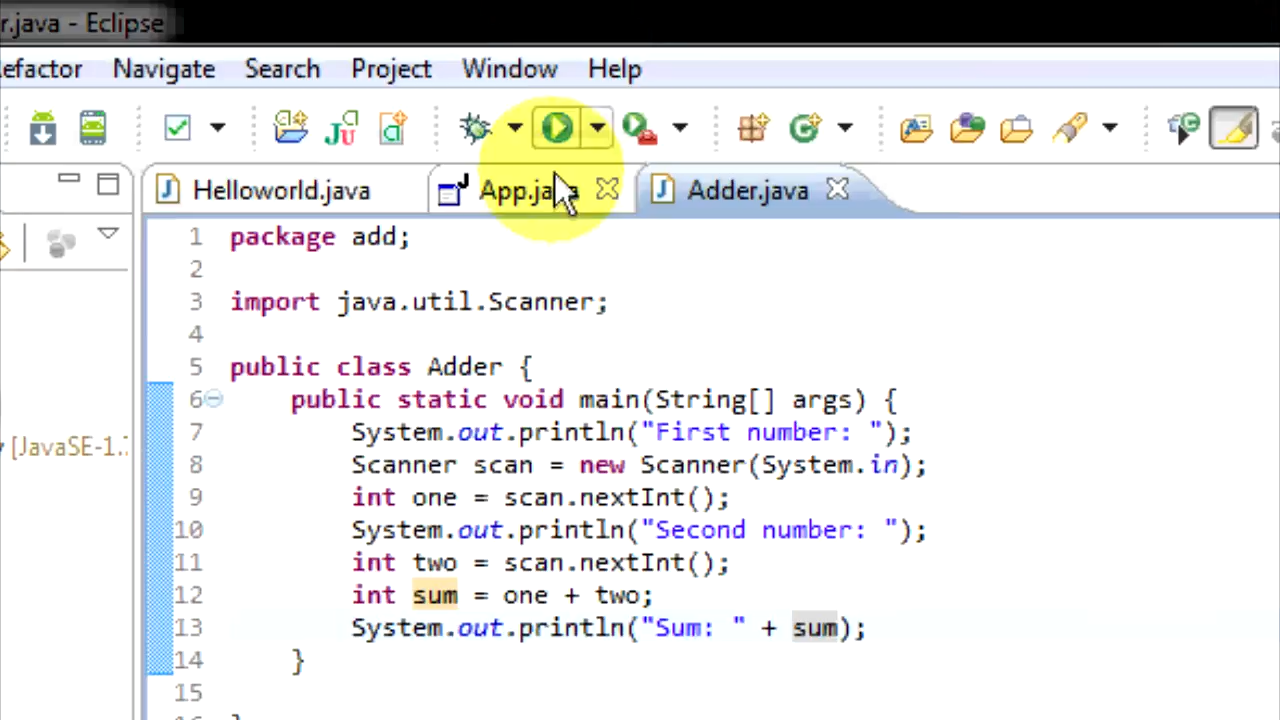 r.java - Eclipse
efactor Navigate Search Project Window Help
Helloworld.java App.java Adder.java
1 package add;
2
3 import java.util.Scanner;
4
5 public class Adder {
6 public static void main(String[] args) {
7 System.out.println("First number: ");
8 Scanner scan = new Scanner(System.in);
9 int one = scan.nextInt();
10 System.out.println("Second number: ");
11 int two = scan.nextInt();
12 int sum = one + two;
13 System.out.println("Sum: " + sum);
14 }
15
[JavaSE-1.